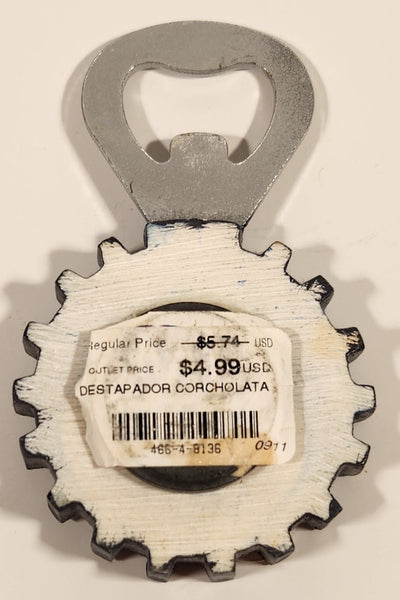 Regular Price $5.74 USD
OUTLET PRICE $4.99 USD
DESTAPADOR CORCHOLATA
466-4-8136 0911